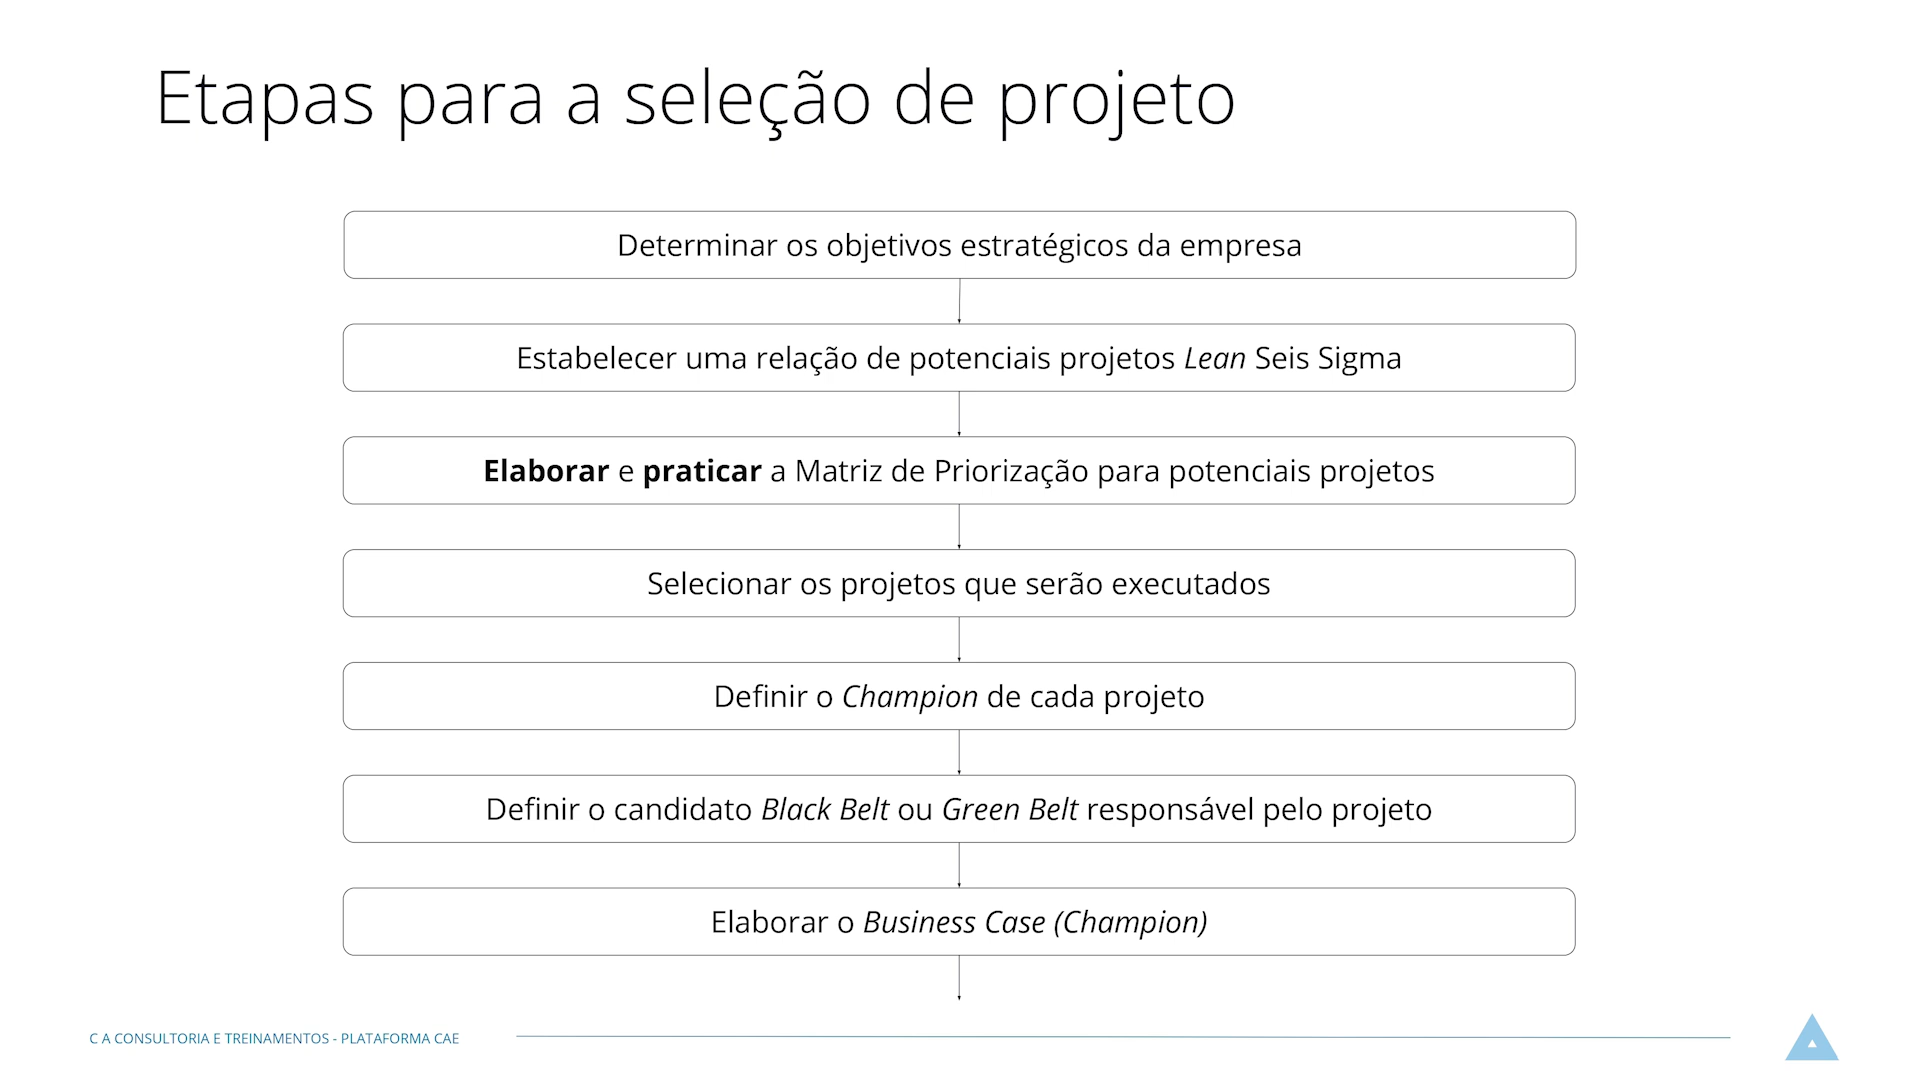 Etapas para a seleção de projeto
Determinar os objetivos estratégicos da empresa
Estabelecer uma relação de potenciais projetos Lean Seis Sigma
Elaborar e praticar a Matriz de Priorização para potenciais projetos
Selecionar os projetos que serão executados
Definir o Champion de cada projeto
Definir o candidato Black Belt ou Green Belt responsável pelo projeto
Elaborar o Business Case (Champion)
C A CONSULTORIA E TREINAMENTOS - PLATAFORMA CAE